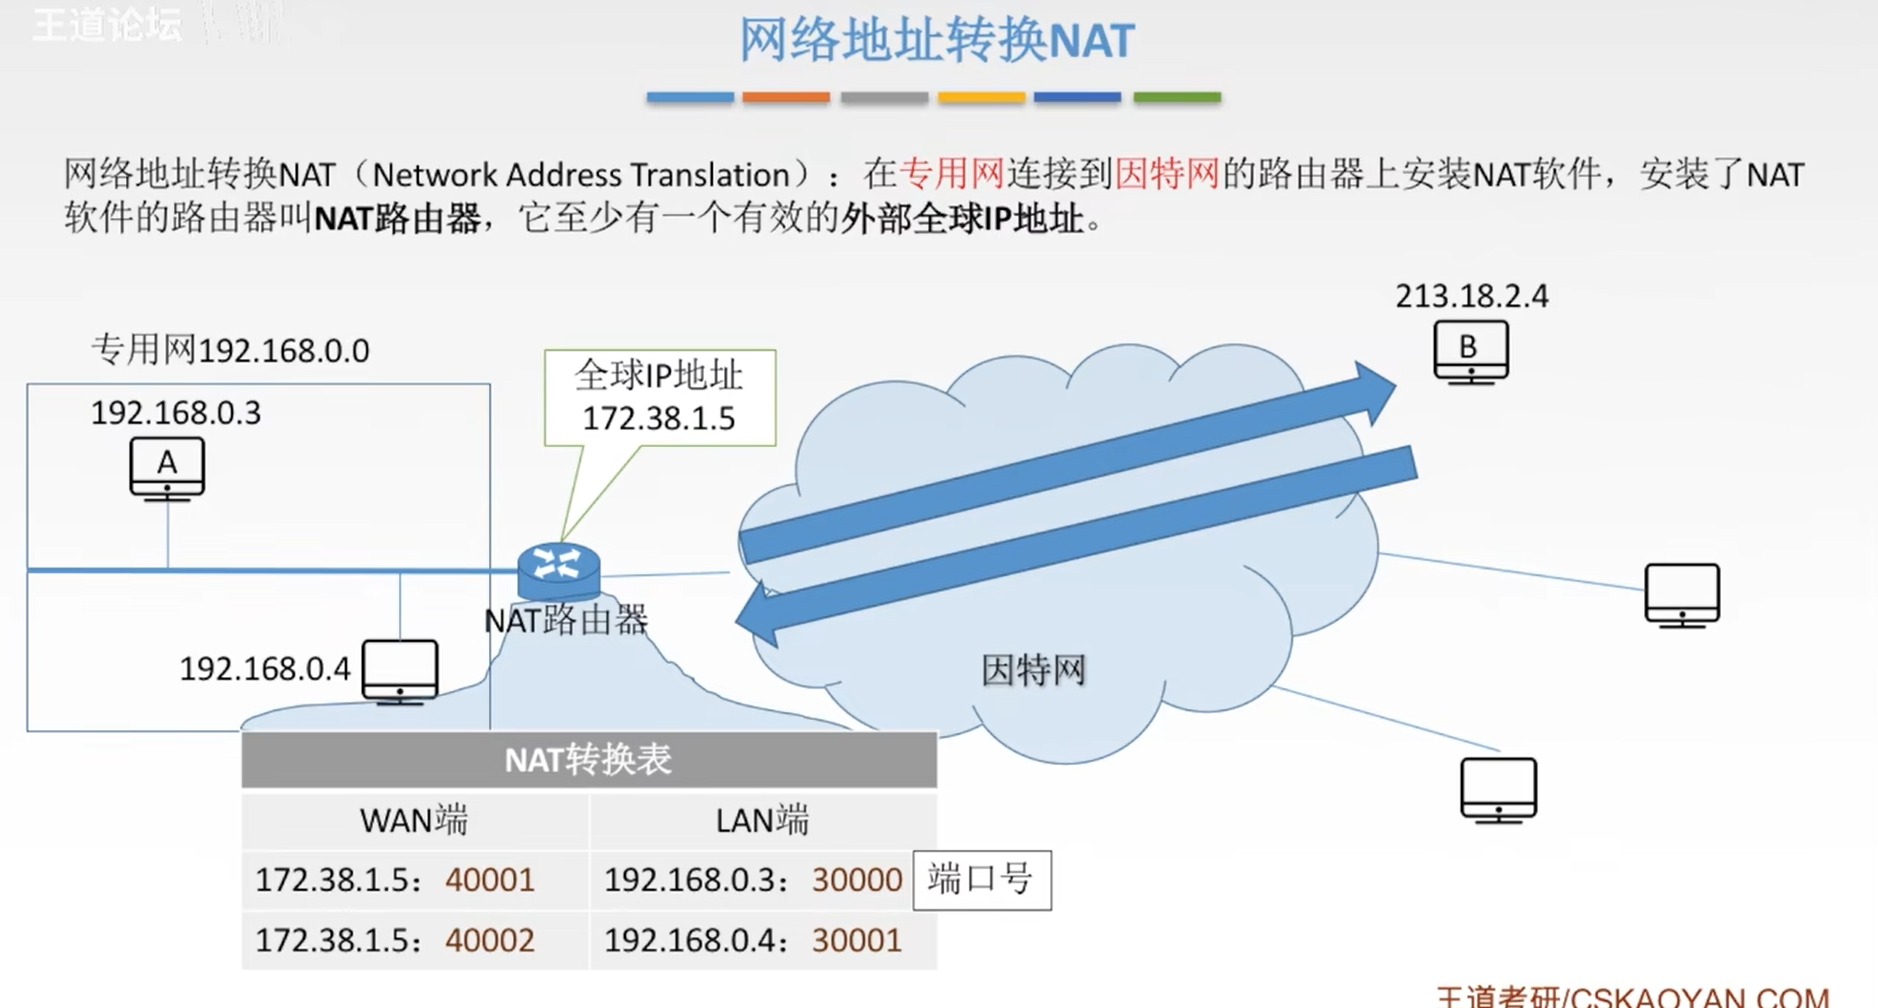 王道论坛
网络地址转换NAT
网络地址转换NAT（Network Address Translation）：在专用网连接到因特网的路由器上安装NAT软件，安装了NAT
软件的路由器叫NAT路由器，它至少有一个有效的外部全球IP地址。
213.18.2.4
B
专用网192.168.0.0
192.168.0.3
A
全球IP地址
172.38.1.5
NAT路由器
192.168.0.4
因特网
NAT转换表
WAN端 LAN端
172.38.1.5：40001 192.168.0.3：30000 端口号
172.38.1.5：40002 192.168.0.4：30001
王道考研/CSKAOYAN.COM